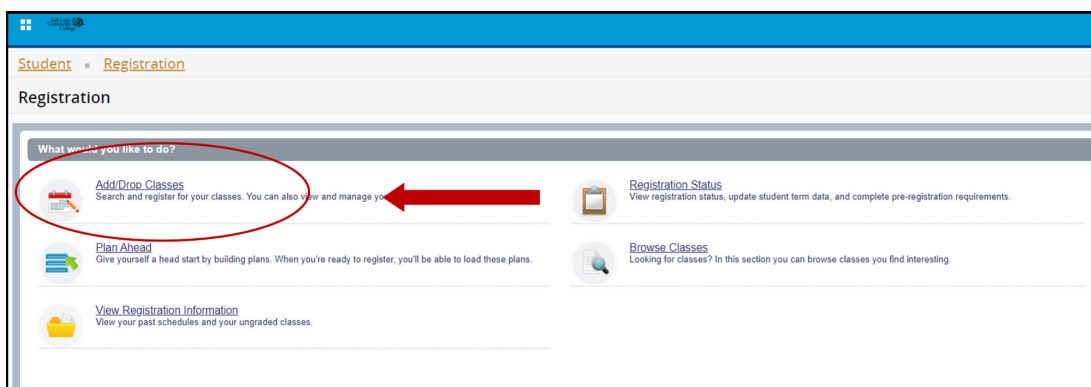 Salt Lake
Community
College
Student • Registration
Registration
What would you like to do?
Add/Drop Classes
Search and register for your classes. You can also view and manage
Registration Status
View registration status, update student term data, and complete pre-registration requirements.
Plan Ahead
Give yourself a head start by building plans. When you're ready to register, you'll be able to load these plans.
Browse Classes
Looking for classes? In this section you can browse classes you find interesting.
View Registration Information
View your past schedules and your ungraded classes.